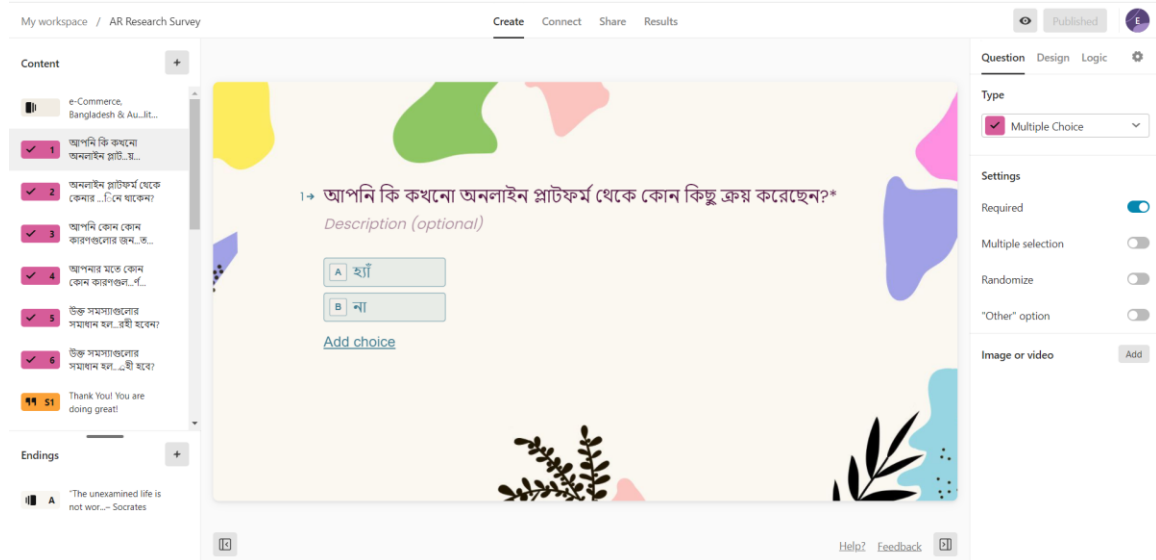 My workspace / AR Research Survey
Create Connect Share Results
Published
E
Content
+
e-Commerce,
Bangladesh & Au...lit...
1
আপনি কি কখনো
অনলাইন প্লাট...য়...
2
অনলাইন প্লাটফর্ম থেকে
কেনার ...িনে থাকেন?
3
আপনি কোন কোন
কারণগুলোর জন...ত...
4
আপনার মতে কোন
কোন কারণগুল...র্ণ...
5
উক্ত সমস্যাগুলোর
সমাধান হল...রহী হবেন?
6
উক্ত সমস্যাগুলোর
সমাধান হল...এহী হবে?
S1
Thank You! You are
doing great!
Endings
+
A
"The unexamined life is
not wor...~ Socrates
1→ আপনি কি কখনো অনলাইন প্লাটফর্ম থেকে কোন কিছু ক্রয় করেছেন?*
Description (optional)
A হ্যাঁ
B না
Add choice
Help? Feedback
Question Design Logic
Type
Multiple Choice
Settings
Required
Multiple selection
Randomize
"Other" option
Image or video
Add